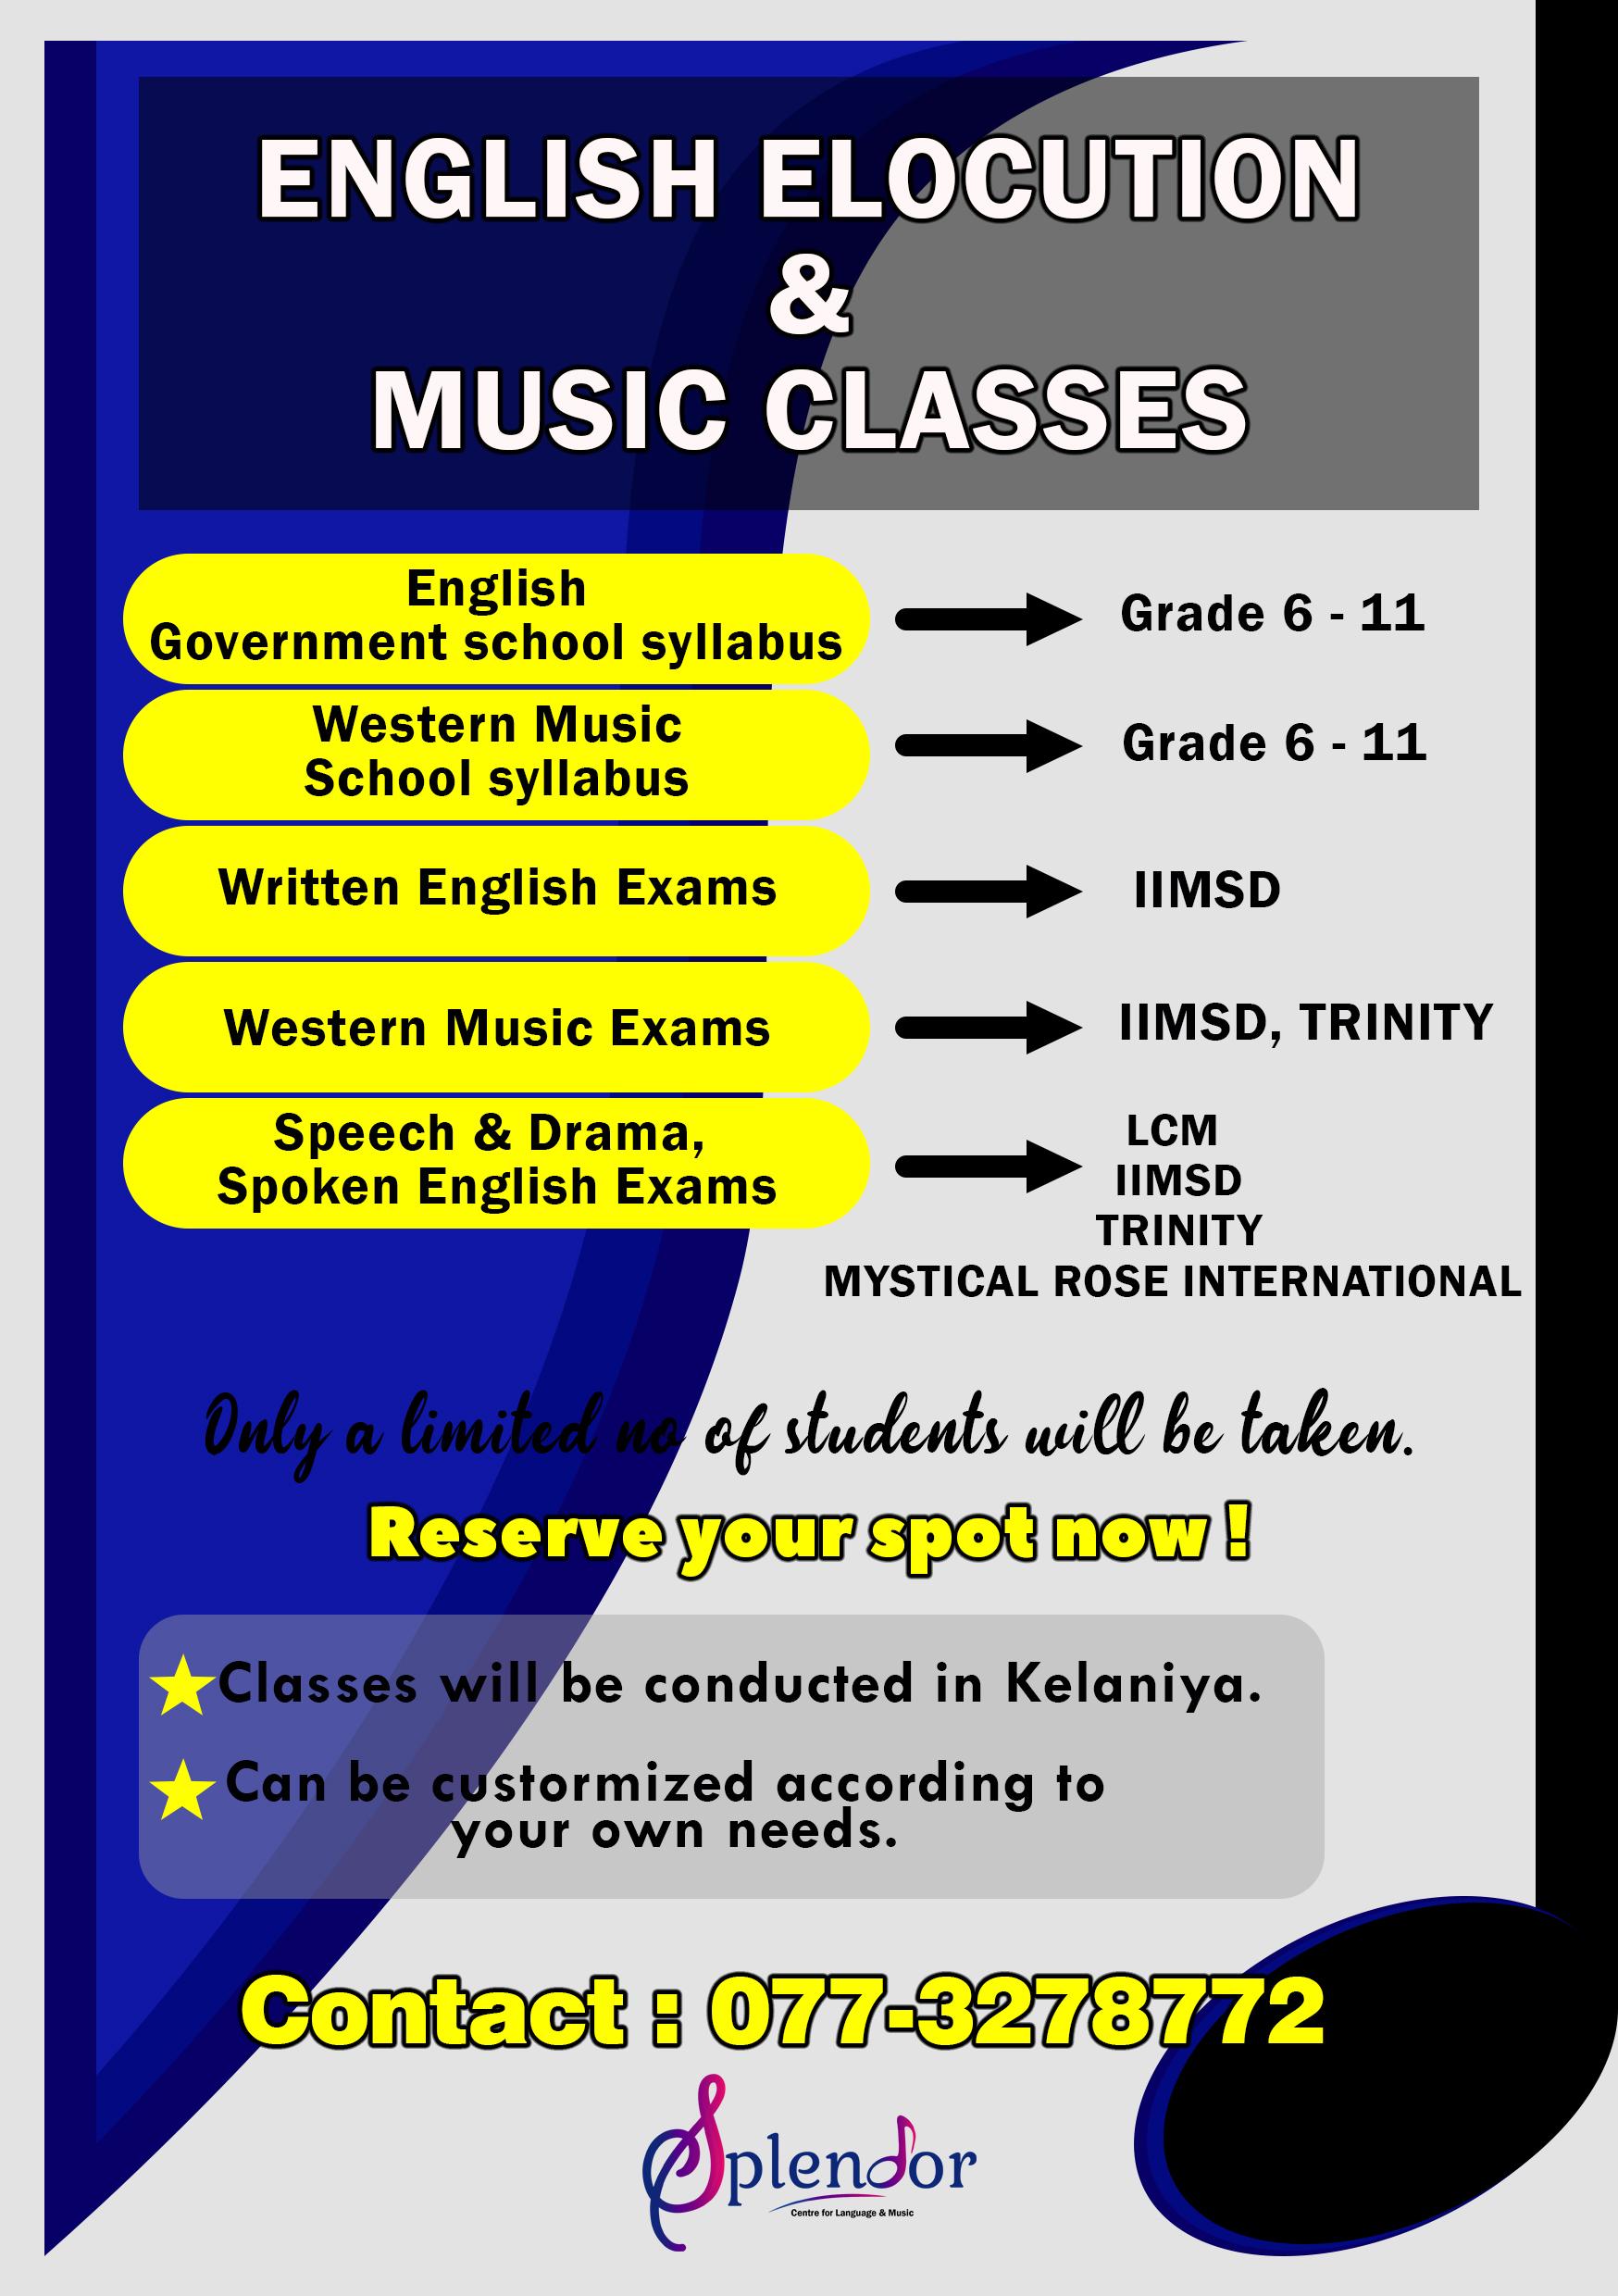 ENGLISH ELOCUTION
&
MUSIC CLASSES
English
Government school syllabus
Grade 6 - 11
Western Music
School syllabus
Grade 6 - 11
Written English Exams
IIMSD
Western Music Exams
IIMSD, TRINITY
Speech & Drama,
Spoken English Exams
LCM
IIMSD
TRINITY
MYSTICAL ROSE INTERNATIONAL
Only a limited no of students will be taken.
Reserve your spot now !
Classes will be conducted in Kelaniya.
Can be custormized according to
your own needs.
Contact : 077-3278772
Splendor
Centre for Language & Music